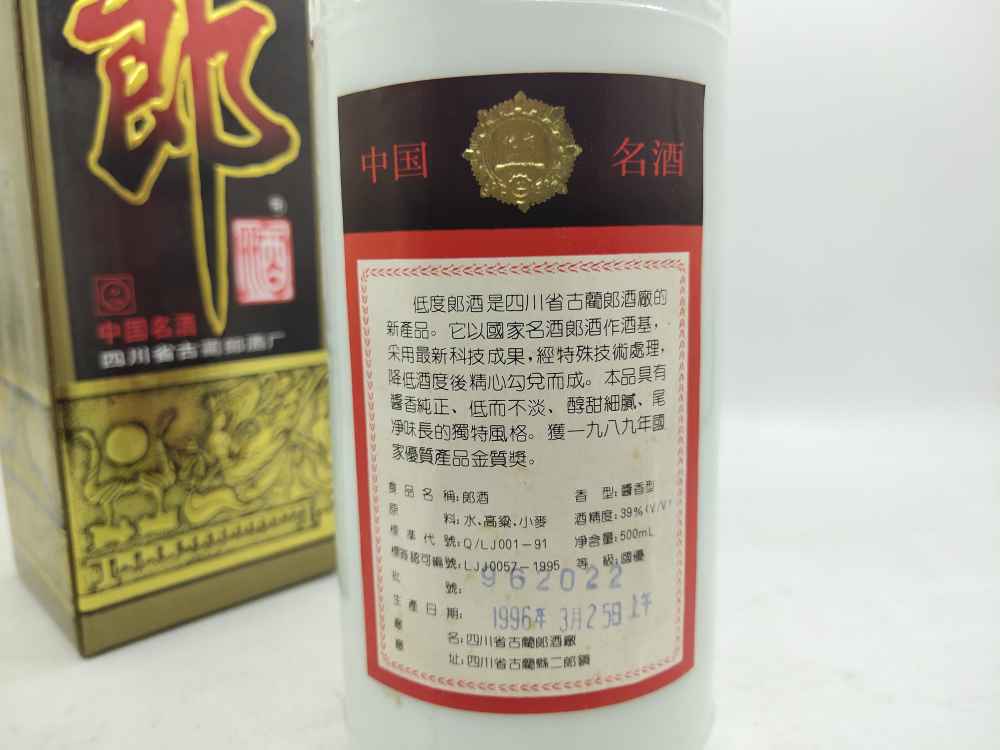 郎
酒
中国名酒
四川省古蔺郎酒厂
中国 名酒
低度郎酒是四川省古藺郎酒廠的
新產品。它以國家名酒郎酒作酒基，
采用最新科技成果，經特殊技術處理，
降低酒度後精心勾兌而成。本品具有
醬香純正、低而不淡、醇甜細膩、尾
淨味長的獨特風格。獲一九八九年國
家優質產品金質獎。
食品名稱：郎酒 香型：醬香型
原料：水、高粱、小麥 酒精度：39%(V/V)
標準代號：Q/LJ001-91 淨含量：500mL
標簽認可編號：LJJ0057-1995 等級：國優
批號：962022
生產日期：1996年3月25日上午
廠名：四川省古藺郎酒廠
廠址：四川省古藺縣二郎鎮